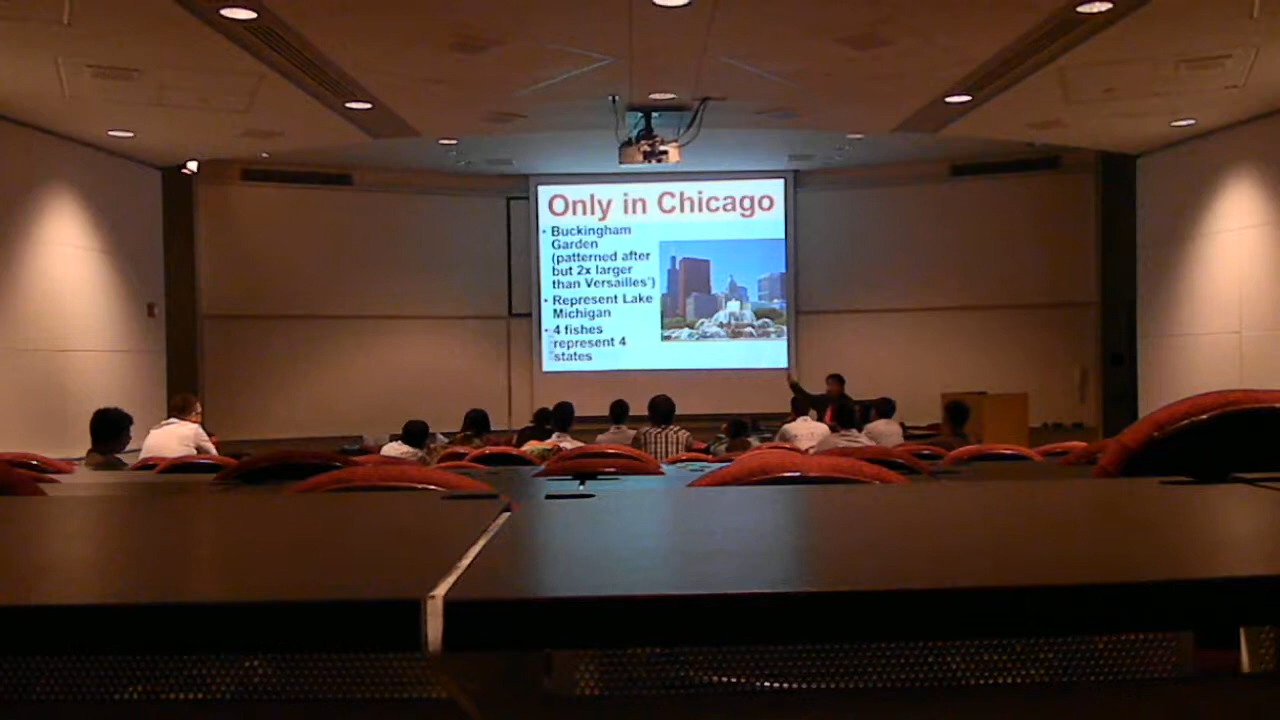 Only in Chicago
• Buckingham
Garden
(patterned after
but 2x larger
than Versailles')
• Represent Lake
Michigan
• 4 fishes
represent 4
states